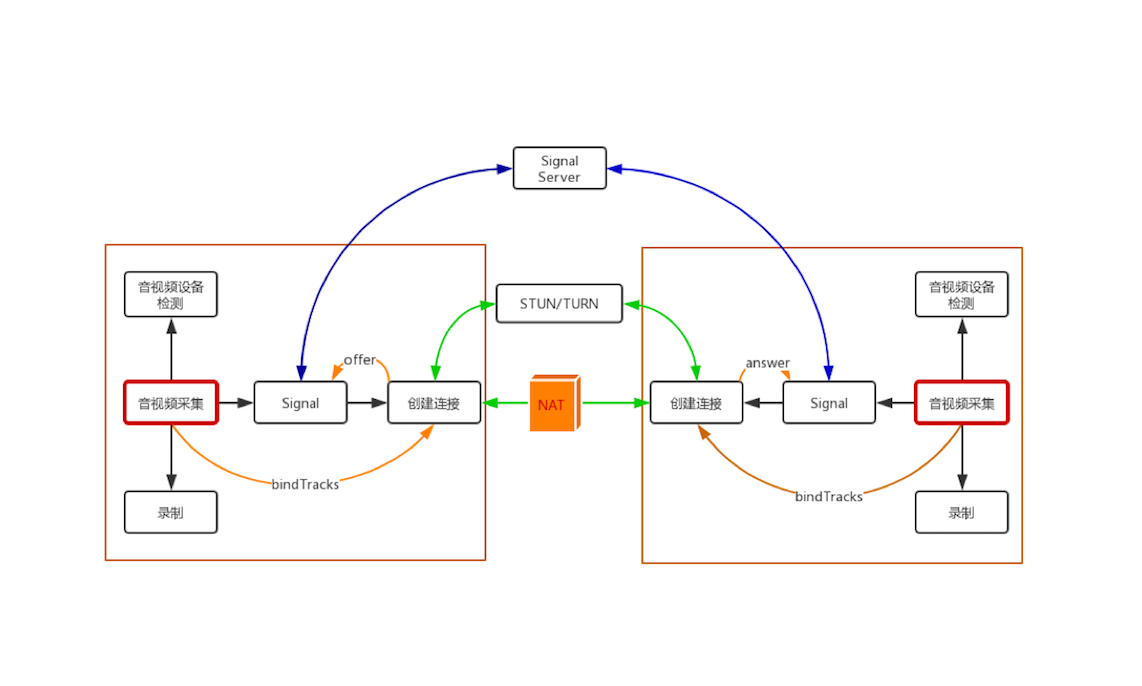 Signal
Server
音视频设备
检测
STUN/TURN
音视频设备
检测
offer
answer
音视频采集
Signal
创建连接
NAT
创建连接
Signal
音视频采集
bindTracks
bindTracks
录制
录制